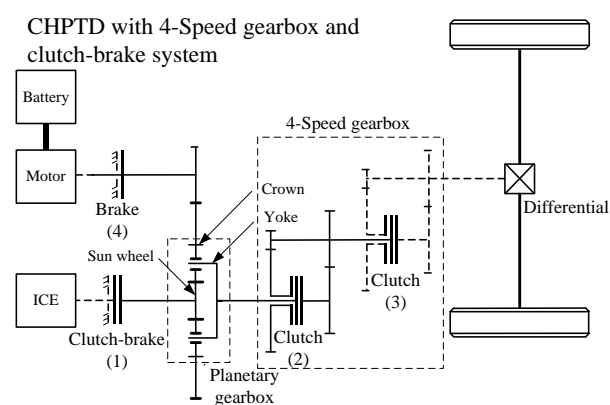 CHPTD with 4-Speed gearbox and
clutch-brake system
Battery
4-Speed gearbox
Motor
Crown
Brake
(4)
Yoke
Differential
Sun wheel
ICE
Clutch
(3)
Clutch-brake
(1)
Clutch
(2)
Planetary
gearbox